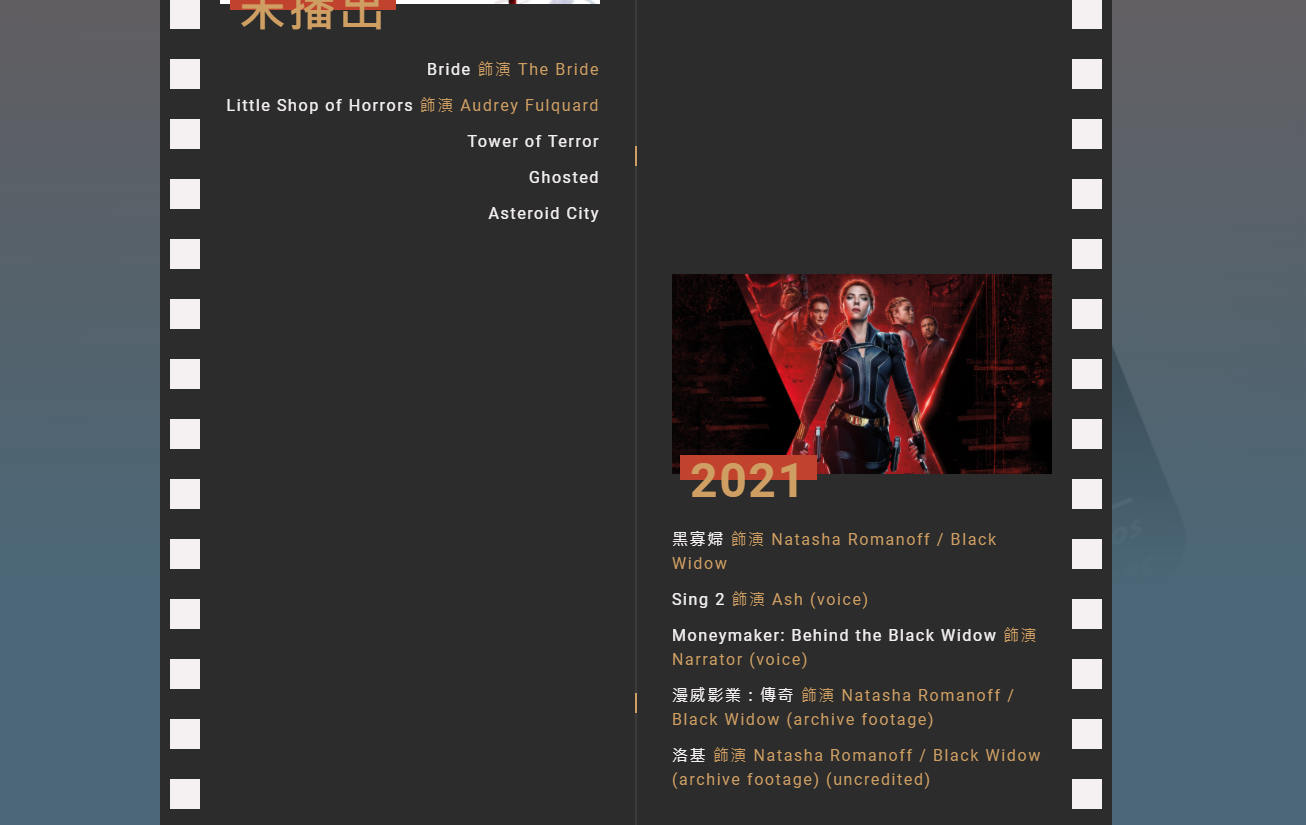 未播出
Bride 飾演 The Bride
Little Shop of Horrors 飾演 Audrey Fulquard
Tower of Terror
Ghosted
Asteroid City
2021
黑寡婦 飾演 Natasha Romanoff / Black
Widow
Sing 2 飾演 Ash (voice)
Moneymaker: Behind the Black Widow 飾演
Narrator (voice)
漫威影業：傳奇 飾演 Natasha Romanoff /
Black Widow (archive footage)
洛基 飾演 Natasha Romanoff / Black Widow
(archive footage) (uncredited)